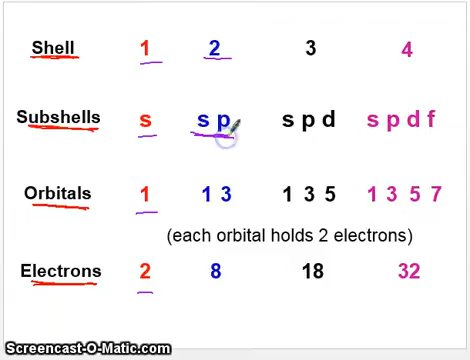 Shell 1 2 3 4
Subshells s s p s p d s p d f
Orbitals 1 1 3 1 3 5 1 3 5 7
(each orbital holds 2 electrons)
Electrons 2 8 18 32
Screencast-O-Matic.com